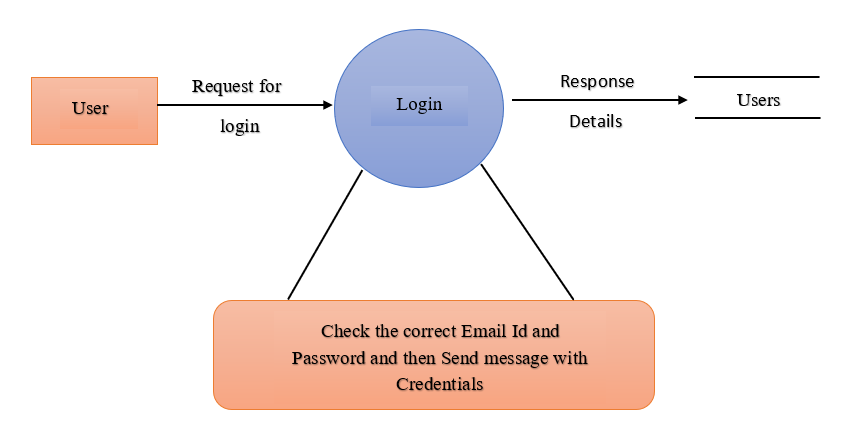 User
Request for
login
Login
Response
Details
Users
Check the correct Email Id and
Password and then Send message with
Credentials